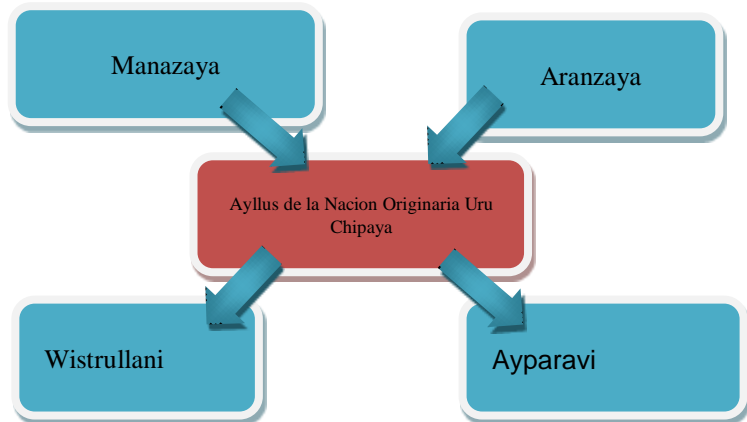 Manazaya
Aranzaya
Ayllus de la Nacion Originaria Uru
Chipaya
Wistrullani
Ayparavi